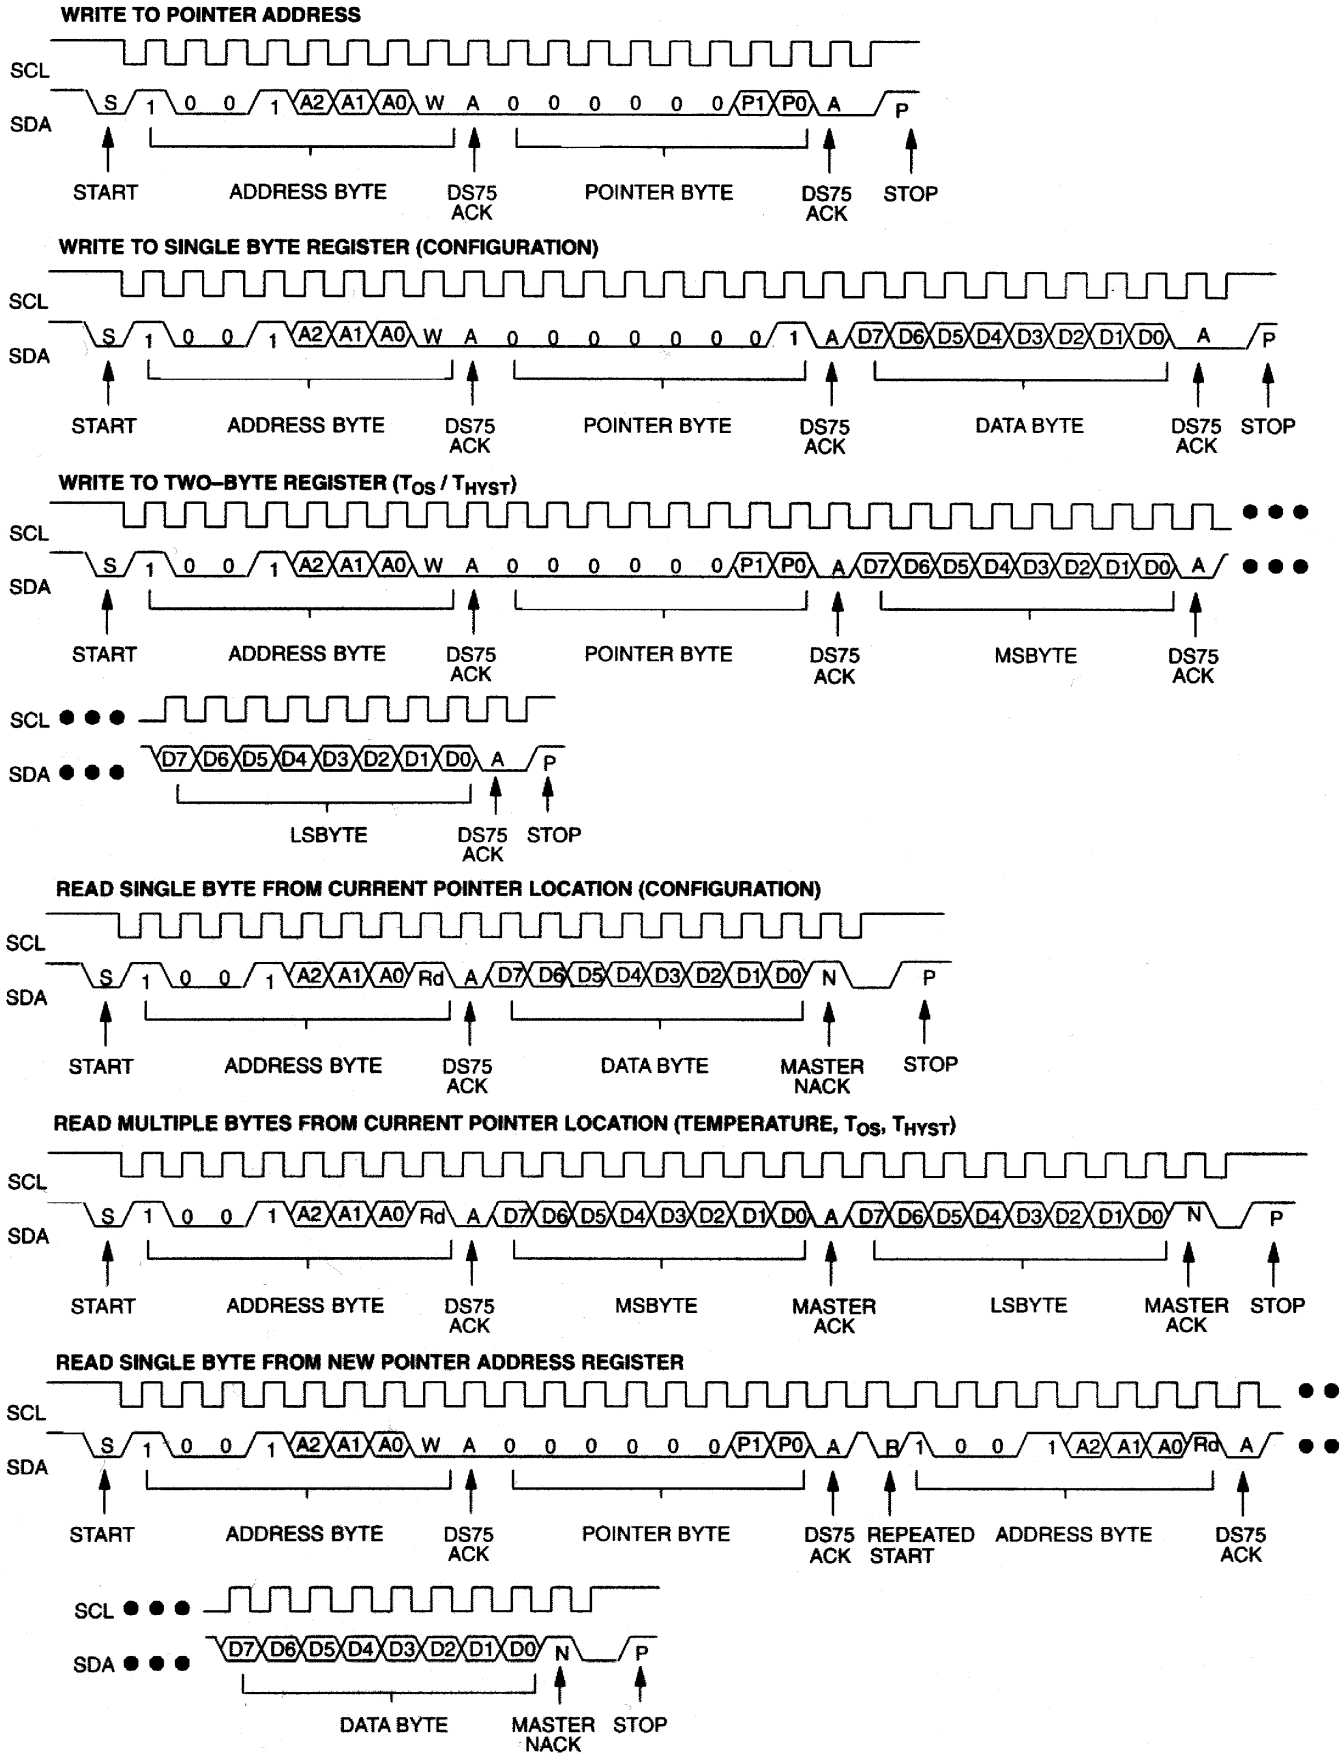 WRITE TO POINTER ADDRESS
SCL
SDA S 1 0 0 1 A2 A1 A0 W A 0 0 0 0 0 0 P1 P0 A P
START ADDRESS BYTE DS75 ACK POINTER BYTE DS75 ACK STOP
WRITE TO SINGLE BYTE REGISTER (CONFIGURATION)
SCL
SDA S 1 0 0 1 A2 A1 A0 W A 0 0 0 0 0 0 0 1 A D7 D6 D5 D4 D3 D2 D1 D0 A P
START ADDRESS BYTE DS75 ACK POINTER BYTE DS75 ACK DATA BYTE DS75 ACK STOP
WRITE TO TWO–BYTE REGISTER (TOS / THYST)
SCL
SDA S 1 0 0 1 A2 A1 A0 W A 0 0 0 0 0 0 P1 P0 A D7 D6 D5 D4 D3 D2 D1 D0 A
START ADDRESS BYTE DS75 ACK POINTER BYTE DS75 ACK MSBYTE DS75 ACK
SCL
SDA D7 D6 D5 D4 D3 D2 D1 D0 A P
LSBYTE DS75 ACK STOP
READ SINGLE BYTE FROM CURRENT POINTER LOCATION (CONFIGURATION)
SCL
SDA S 1 0 0 1 A2 A1 A0 Rd A D7 D6 D5 D4 D3 D2 D1 D0 N P
START ADDRESS BYTE DS75 ACK DATA BYTE MASTER NACK STOP
READ MULTIPLE BYTES FROM CURRENT POINTER LOCATION (TEMPERATURE, TOS, THYST)
SCL
SDA S 1 0 0 1 A2 A1 A0 Rd A D7 D6 D5 D4 D3 D2 D1 D0 A D7 D6 D5 D4 D3 D2 D1 D0 N P
START ADDRESS BYTE DS75 ACK MSBYTE MASTER ACK LSBYTE MASTER ACK STOP
READ SINGLE BYTE FROM NEW POINTER ADDRESS REGISTER
SCL
SDA S 1 0 0 1 A2 A1 A0 W A 0 0 0 0 0 0 P1 P0 A R 1 0 0 1 A2 A1 A0 Rd A
START ADDRESS BYTE DS75 ACK POINTER BYTE DS75 ACK REPEATED START ADDRESS BYTE DS75 ACK
SCL
SDA D7 D6 D5 D4 D3 D2 D1 D0 N P
DATA BYTE MASTER NACK STOP